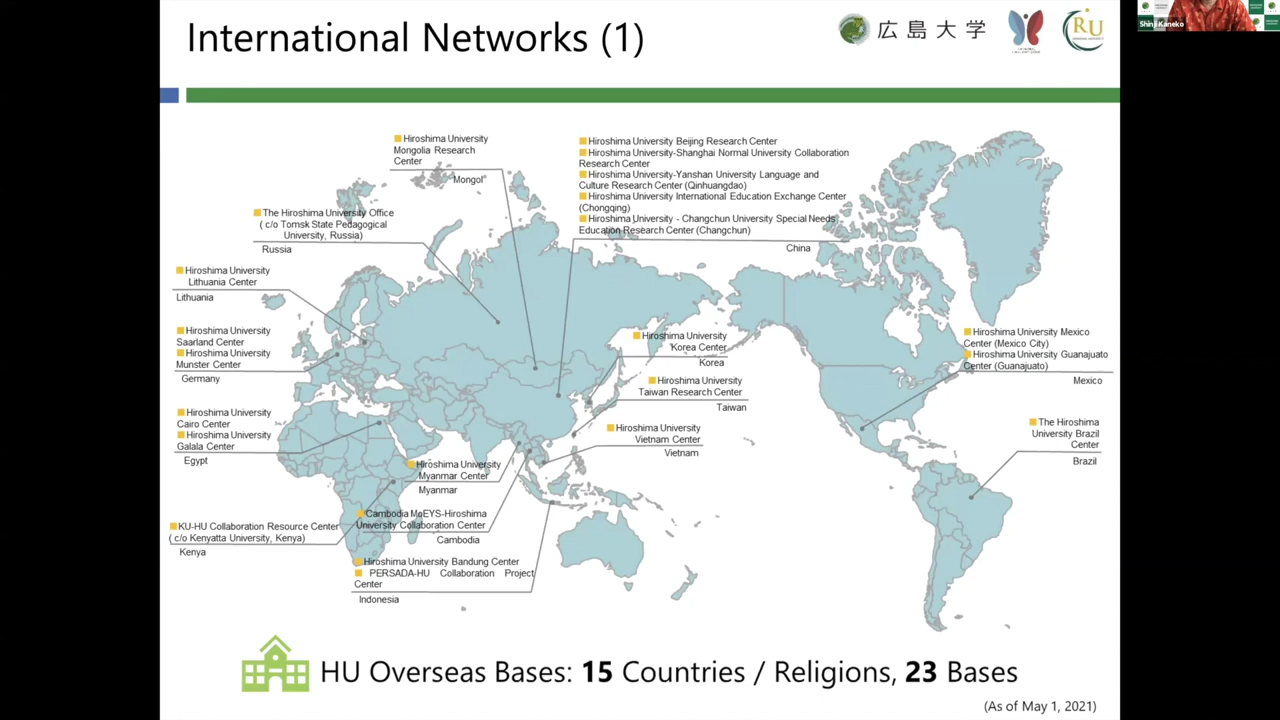 International Networks (1)
広島大学
RU
Shinji Kaneko
Hiroshima University
Mongolia Research
Center
Mongol
Hiroshima University Beijing Research Center
Hiroshima University-Shanghai Normal University Collaboration
Research Center
Hiroshima University-Yanshan University Language and
Culture Research Center (Qinhuangdao)
Hiroshima University International Education Exchange Center
(Chongqing)
Hiroshima University - Changchun University Special Needs
Education Research Center (Changchun)
China
The Hiroshima University Office
( c/o Tomsk State Pedagogical
University, Russia)
Russia
Hiroshima University
Lithuania Center
Lithuania
Hiroshima University
Saarland Center
Hiroshima University
Munster Center
Germany
Hiroshima University
Korea Center
Korea
Hiroshima University
Taiwan Research Center
Taiwan
Hiroshima University Mexico
Center (Mexico City)
Hiroshima University Guanajuato
Center (Guanajuato)
Mexico
Hiroshima University
Cairo Center
Hiroshima University
Galala Center
Egypt
Hiroshima University
Vietnam Center
Vietnam
The Hiroshima
University Brazil
Center
Brazil
Hiroshima University
Myanmar Center
Myanmar
Cambodia MoEYS-Hiroshima
University Collaboration Center
Cambodia
KU-HU Collaboration Resource Center
( c/o Kenyatta University, Kenya)
Kenya
Hiroshima University Bandung Center
PERSADA-HU Collaboration Project
Center
Indonesia
HU Overseas Bases: 15 Countries / Religions, 23 Bases
(As of May 1, 2021)